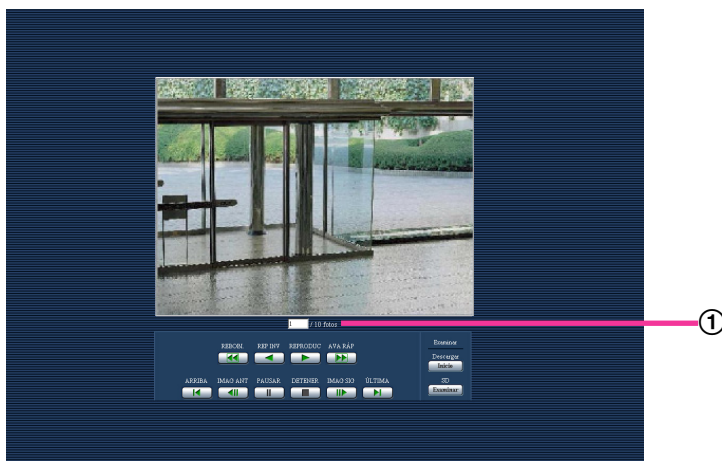 1 / 10 fotos
①
REBOBI. REP INV REPRODUC AVA RÁP
ARRIBA IMAG ANT PAUSAR DETENER IMAG SIG ÚLTIMA
Examinar
Descargar
Inicio
SD
Examinar